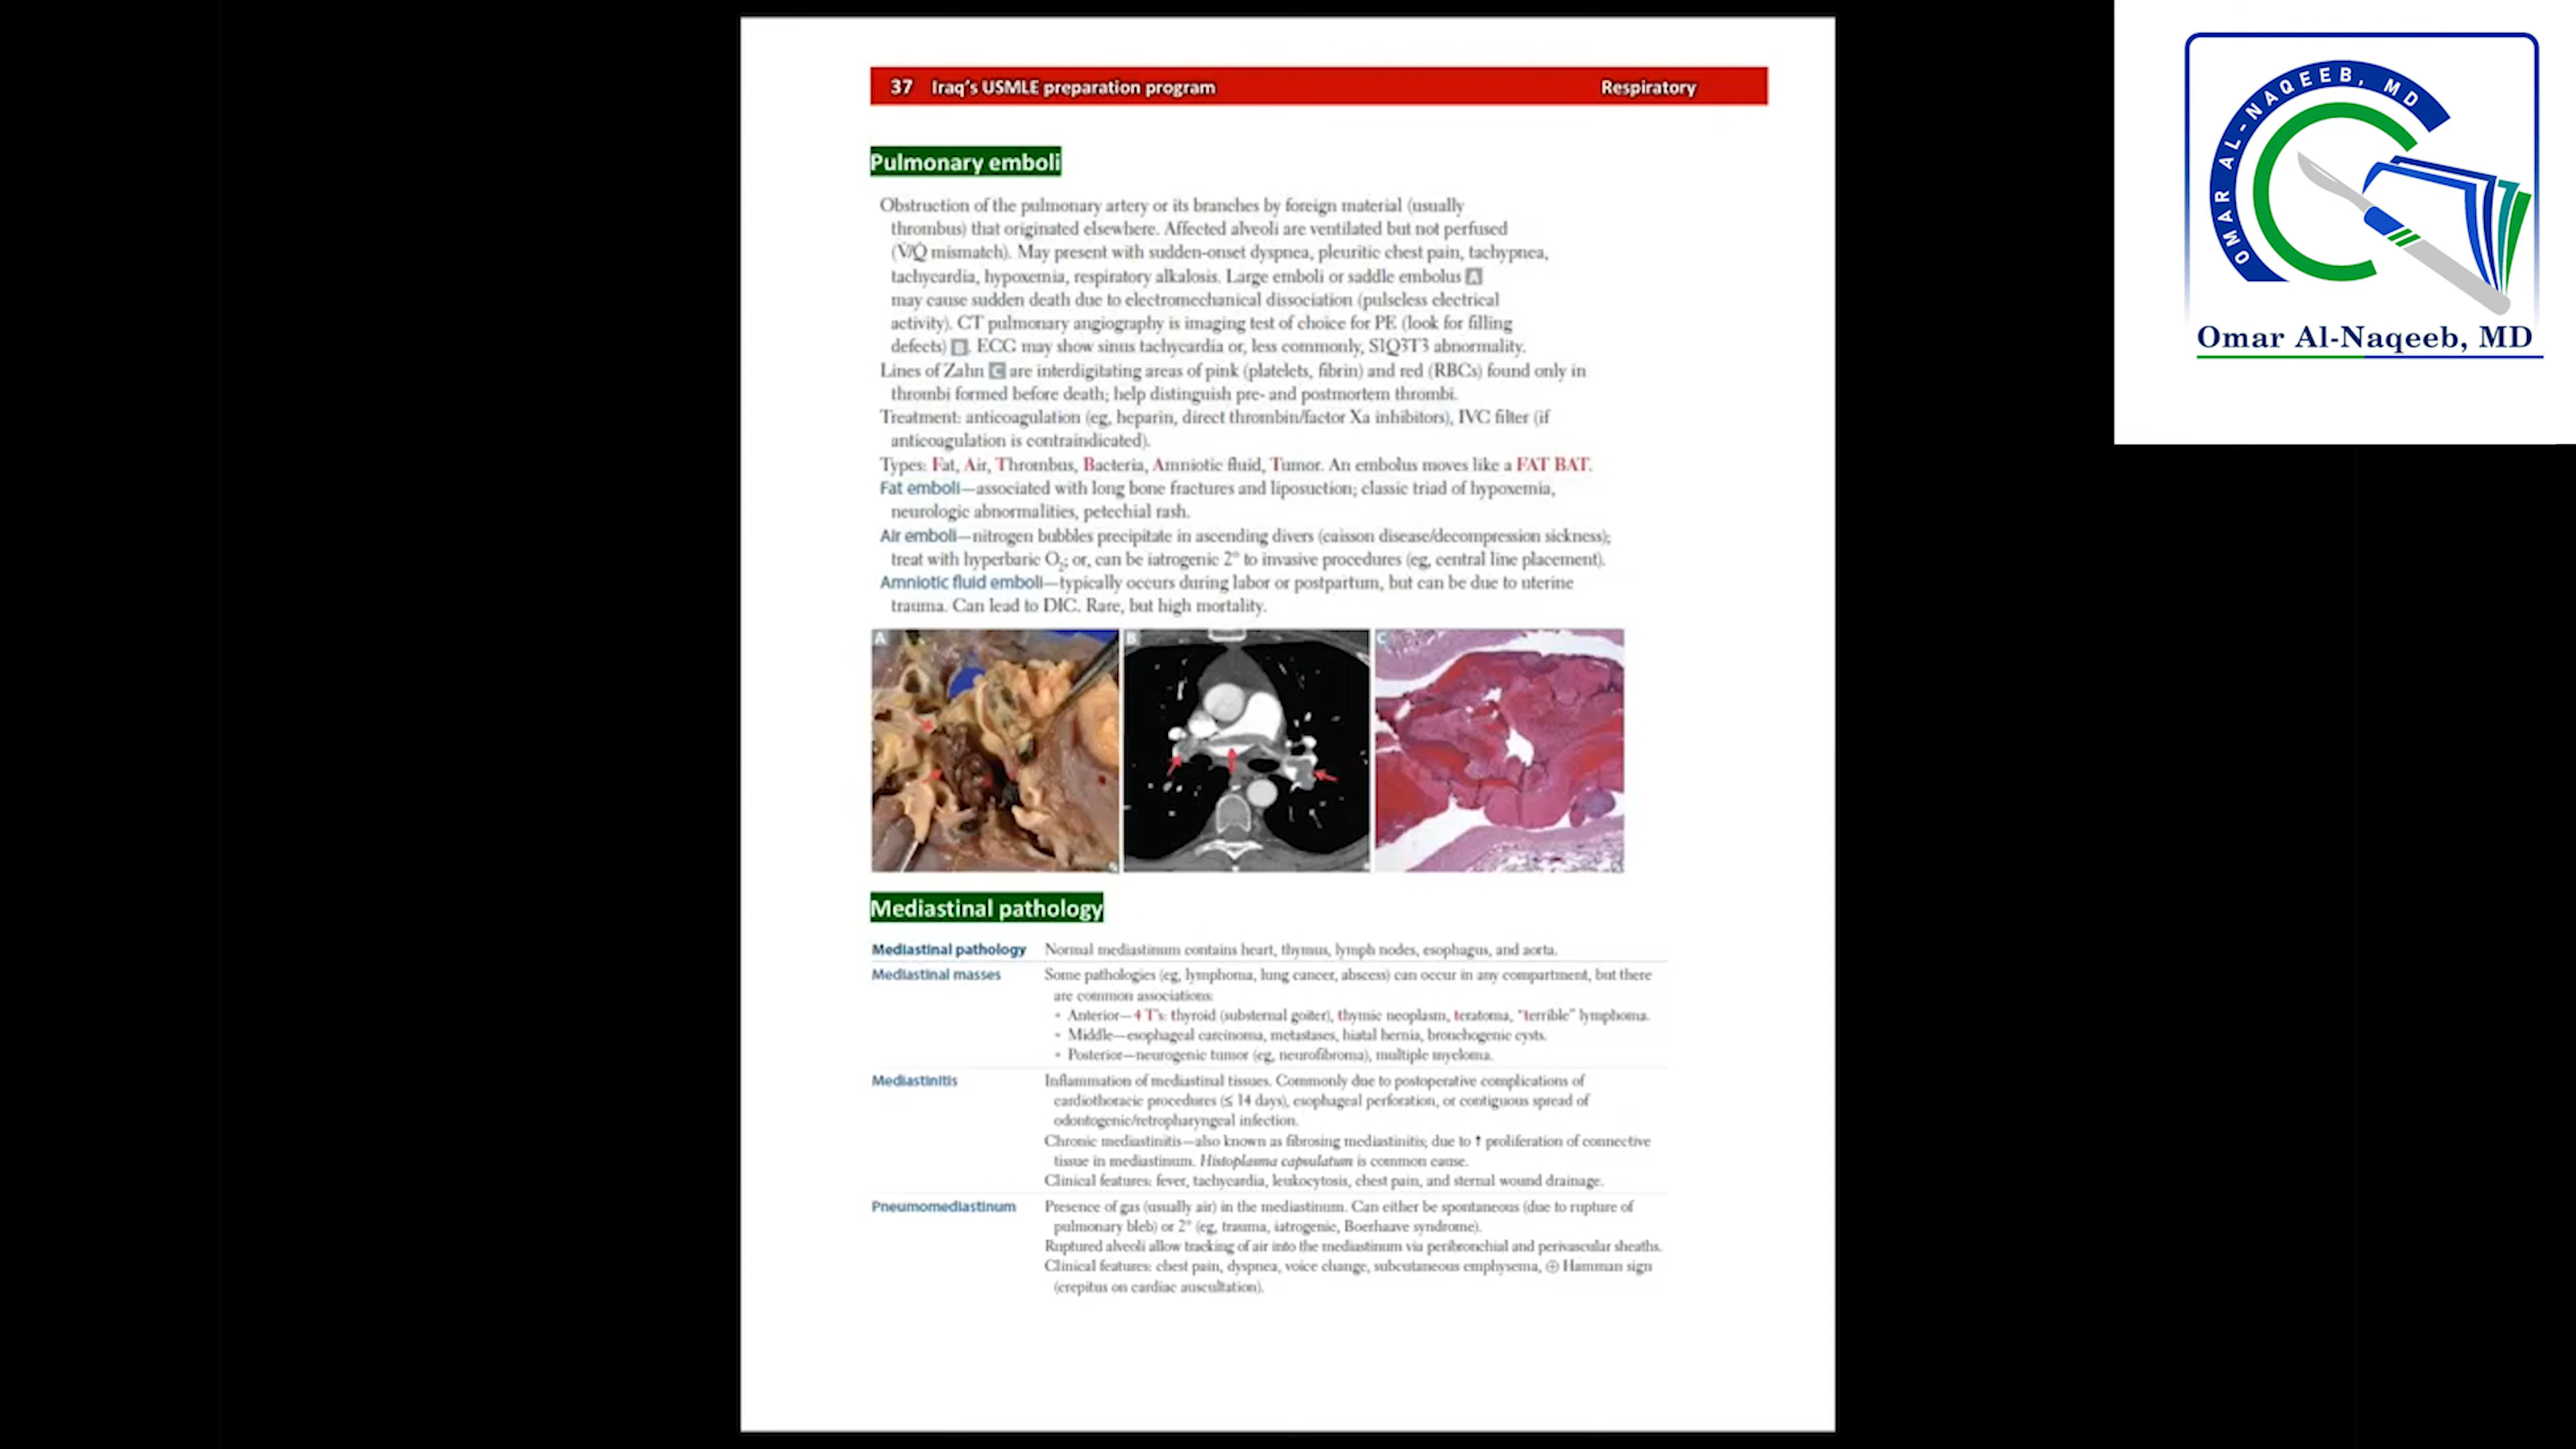 37 Iraq's USMLE preparation program Respiratory
Pulmonary emboli
Obstruction of the pulmonary artery or its branches by foreign material (usually
thrombus) that originated elsewhere. Affected alveoli are ventilated but not perfused
(V̇/Q̇ mismatch). May present with sudden-onset dyspnea, pleuritic chest pain, tachypnea,
tachycardia, hypoxemia, respiratory alkalosis. Large emboli or saddle embolus A
may cause sudden death due to electromechanical dissociation (pulseless electrical
activity). CT pulmonary angiography is imaging test of choice for PE (look for filling
defects) B. ECG may show sinus tachycardia or, less commonly, S1Q3T3 abnormality.
Lines of Zahn C are interdigitating areas of pink (platelets, fibrin) and red (RBCs) found only in
thrombi formed before death; help distinguish pre- and postmortem thrombi.
Treatment: anticoagulation (eg, heparin, direct thrombin/factor Xa inhibitors), IVC filter (if
anticoagulation is contraindicated).
Types: Fat, Air, Thrombus, Bacteria, Amniotic fluid, Tumor. An embolus moves like a FAT BAT.
Fat emboli—associated with long bone fractures and liposuction; classic triad of hypoxemia,
neurologic abnormalities, petechial rash.
Air emboli—nitrogen bubbles precipitate in ascending divers (caisson disease/decompression sickness);
treat with hyperbaric O₂; or, can be iatrogenic 2° to invasive procedures (eg, central line placement).
Amniotic fluid emboli—typically occurs during labor or postpartum, but can be due to uterine
trauma. Can lead to DIC. Rare, but high mortality.
A B C
Mediastinal pathology
Mediastinal pathology Normal mediastinum contains heart, thymus, lymph nodes, esophagus, and aorta.
Mediastinal masses Some pathologies (eg, lymphoma, lung cancer, abscess) can occur in any compartment, but there
are common associations:
• Anterior—4 T's: thyroid (substernal goiter), thymic neoplasm, teratoma, "terrible" lymphoma.
• Middle—esophageal carcinoma, metastases, hiatal hernia, bronchogenic cysts.
• Posterior—neurogenic tumor (eg, neurofibroma), multiple myeloma.
Mediastinitis Inflammation of mediastinal tissues. Commonly due to postoperative complications of
cardiothoracic procedures (≤ 14 days), esophageal perforation, or contiguous spread of
odontogenic/retropharyngeal infection.
Chronic mediastinitis—also known as fibrosing mediastinitis; due to ↑ proliferation of connective
tissue in mediastinum. Histoplasma capsulatum is common cause.
Clinical features: fever, tachycardia, leukocytosis, chest pain, and sternal wound drainage.
Pneumomediastinum Presence of gas (usually air) in the mediastinum. Can either be spontaneous (due to rupture of
pulmonary bleb) or 2° (eg, trauma, iatrogenic, Boerhaave syndrome).
Ruptured alveoli allow tracking of air into the mediastinum via peribronchial and perivascular sheaths.
Clinical features: chest pain, dyspnea, voice change, subcutaneous emphysema, ⊕ Hamman sign
(crepitus on cardiac auscultation).
OMAR AL-NAQEEB, MD
Omar Al-Naqeeb, MD